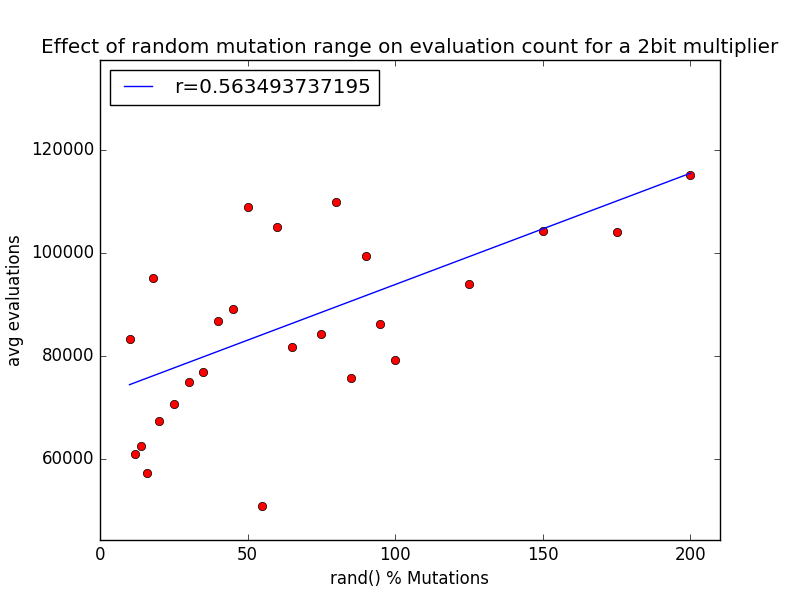 Effect of random mutation range on evaluation count for a 2bit multiplier
r=0.563493737195
120000
100000
80000
60000
avg evaluations
0 50 100 150 200
rand() % Mutations